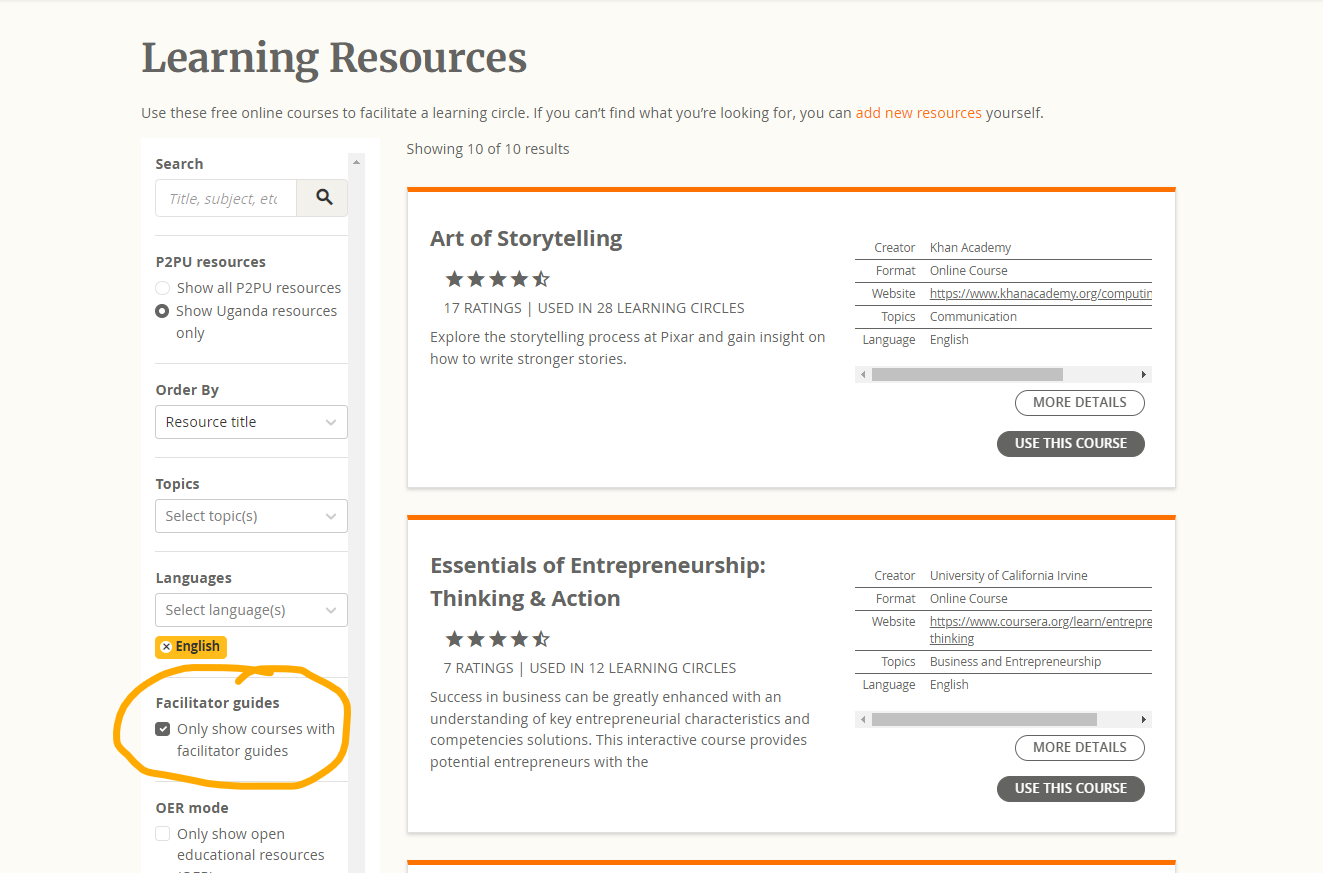 Learning Resources
Use these free online courses to facilitate a learning circle. If you can’t find what you’re looking for, you can add new resources yourself.
Search
Title, subject, etc
P2PU resources
Show all P2PU resources
Show Uganda resources
only
Order By
Resource title
Topics
Select topic(s)
Languages
Select language(s)
English
Facilitator guides
Only show courses with
facilitator guides
OER mode
Only show open
educational resources
Showing 10 of 10 results
Art of Storytelling
17 RATINGS | USED IN 28 LEARNING CIRCLES
Explore the storytelling process at Pixar and gain insight on
how to write stronger stories.
Creator Khan Academy
Format Online Course
Website https://www.khanacademy.org/computin
Topics Communication
Language English
MORE DETAILS
USE THIS COURSE
Essentials of Entrepreneurship:
Thinking & Action
7 RATINGS | USED IN 12 LEARNING CIRCLES
Success in business can be greatly enhanced with an
understanding of key entrepreneurial characteristics and
competencies solutions. This interactive course provides
potential entrepreneurs with the
Creator University of California Irvine
Format Online Course
Website https://www.coursera.org/learn/entrepre
thinking
Topics Business and Entrepreneurship
Language English
MORE DETAILS
USE THIS COURSE